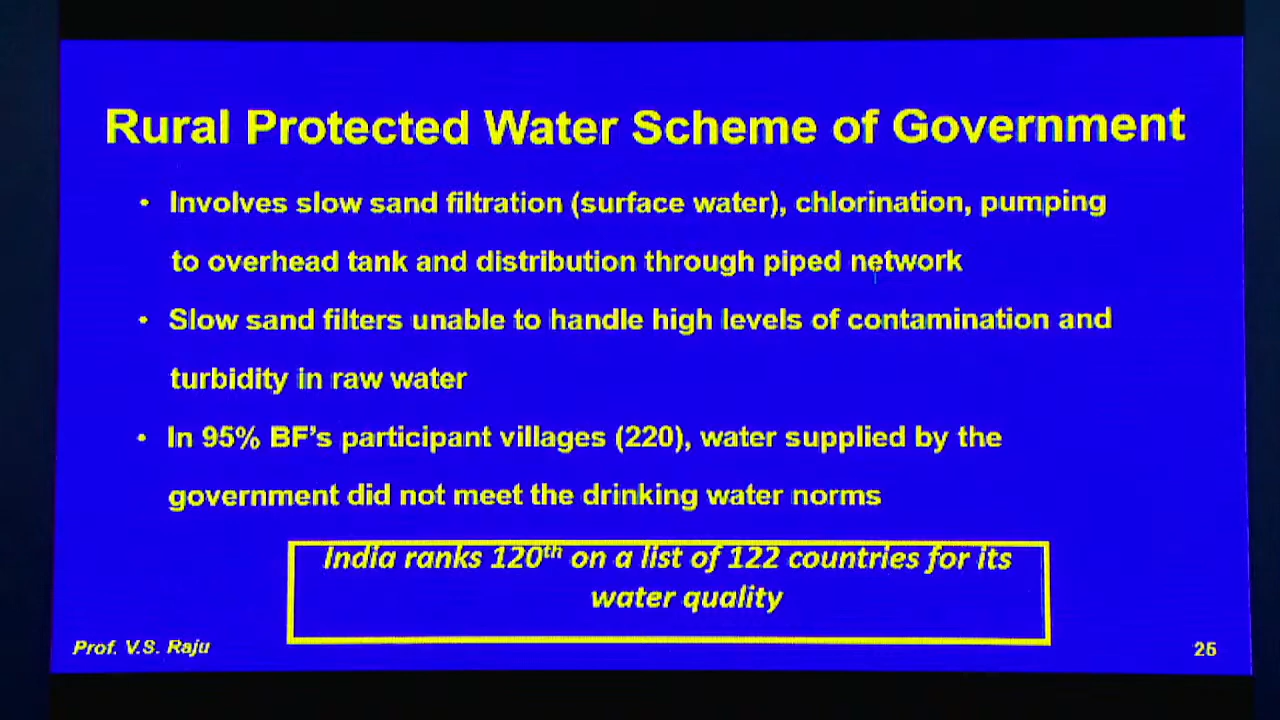 Rural Protected Water Scheme of Government
• Involves slow sand filtration (surface water), chlorination, pumping
to overhead tank and distribution through piped network
• Slow sand filters unable to handle high levels of contamination and
turbidity in raw water
• In 95% BF's participant villages (220), water supplied by the
government did not meet the drinking water norms
India ranks 120th on a list of 122 countries for its
water quality
Prof. V.S. Raju
25